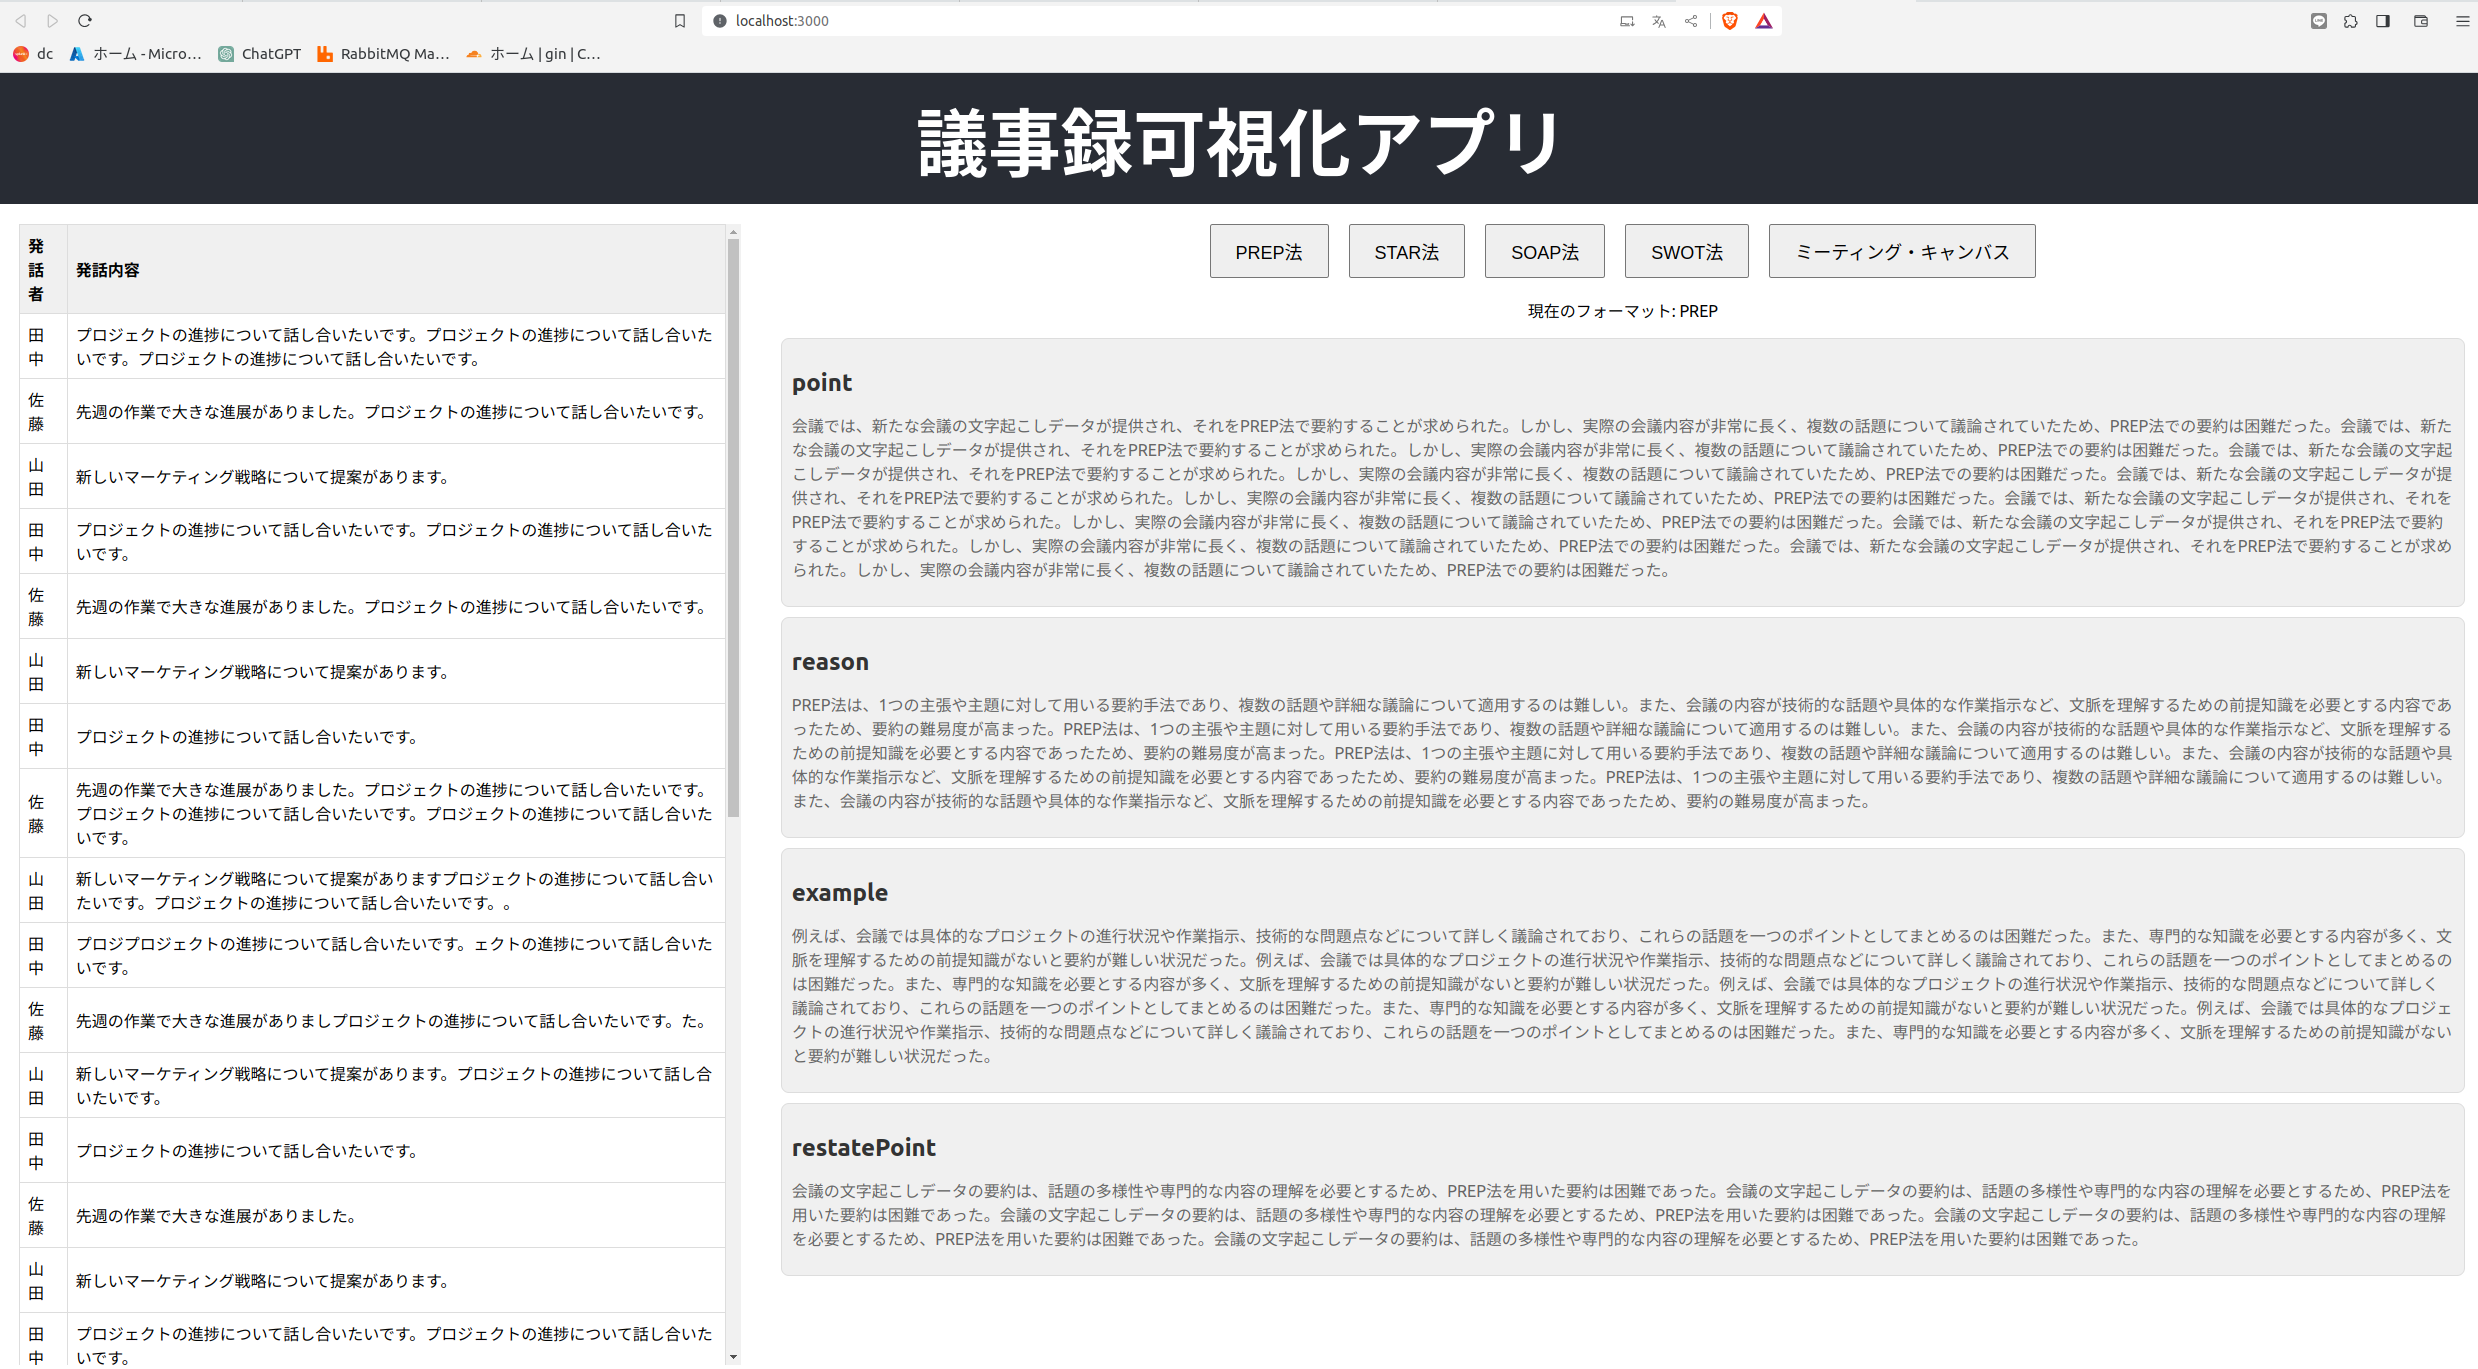 localhost:3000
dc
ホーム - Micro...
ChatGPT
RabbitMQ Ma...
ホーム | gin | C...
議事録可視化アプリ
発
話
者
発話内容
田
中
プロジェクトの進捗について話し合いたいです。プロジェクトの進捗について話し合いた
いです。プロジェクトの進捗について話し合いたいです。
佐
藤
先週の作業で大きな進展がありました。プロジェクトの進捗について話し合いたいです。
山
田
新しいマーケティング戦略について提案があります。
田
中
プロジェクトの進捗について話し合いたいです。プロジェクトの進捗について話し合いた
いです。
佐
藤
先週の作業で大きな進展がありました。プロジェクトの進捗について話し合いたいです。
山
田
新しいマーケティング戦略について提案があります。
田
中
プロジェクトの進捗について話し合いたいです。
佐
藤
先週の作業で大きな進展がありました。プロジェクトの進捗について話し合いたいです。
プロジェクトの進捗について話し合いたいです。プロジェクトの進捗について話し合いた
いです。
山
田
新しいマーケティング戦略について提案がありますプロジェクトの進捗について話し合い
たいです。プロジェクトの進捗について話し合いたいです。。
田
中
プロジプロジェクトの進捗について話し合いたいです。ェクトの進捗について話し合いた
いです。
佐
藤
先週の作業で大きな進展がありましプロジェクトの進捗について話し合いたいです。た。
山
田
新しいマーケティング戦略について提案があります。プロジェクトの進捗について話し合
いたいです。
田
中
プロジェクトの進捗について話し合いたいです。
佐
藤
先週の作業で大きな進展がありました。
山
田
新しいマーケティング戦略について提案があります。
田
中
プロジェクトの進捗について話し合いたいです。プロジェクトの進捗について話し合いた
いです。
PREP法
STAR法
SOAP法
SWOT法
ミーティング・キャンバス
現在のフォーマット: PREP
point
会議では、新たな会議の文字起こしデータが提供され、それをPREP法で要約することが求められた。しかし、実際の会議内容が非常に長く、複数の話題について議論されていたため、PREP法での要約は困難だった。会議では、新た
な会議の文字起こしデータが提供され、それをPREP法で要約することが求められた。しかし、実際の会議内容が非常に長く、複数の話題について議論されていたため、PREP法での要約は困難だった。会議では、新たな会議の文字起
こしデータが提供され、それをPREP法で要約することが求められた。しかし、実際の会議内容が非常に長く、複数の話題について議論されていたため、PREP法での要約は困難だった。会議では、新たな会議の文字起こしデータが提
供され、それをPREP法で要約することが求められた。しかし、実際の会議内容が非常に長く、複数の話題について議論されていたため、PREP法での要約は困難だった。会議では、新たな会議の文字起こしデータが提供され、それを
PREP法で要約することが求められた。しかし、実際の会議内容が非常に長く、複数の話題について議論されていたため、PREP法での要約は困難だった。会議では、新たな会議の文字起こしデータが提供され、それをPREP法で要約
することが求められた。しかし、実際の会議内容が非常に長く、複数の話題について議論されていたため、PREP法での要約は困難だった。会議では、新たな会議の文字起こしデータが提供され、それをPREP法で要約することが求め
られた。しかし、実際の会議内容が非常に長く、複数の話題について議論されていたため、PREP法での要約は困難だった。
reason
PREP法は、1つの主張や主題に対して用いる要約手法であり、複数の話題や詳細な議論について適用するのは難しい。また、会議の内容が技術的な話題や具体的な作業指示など、文脈を理解するための前提知識を必要とする内容であ
ったため、要約の難易度が高まった。PREP法は、1つの主張や主題に対して用いる要約手法であり、複数の話題や詳細な議論について適用するのは難しい。また、会議の内容が技術的な話題や具体的な作業指示など、文脈を理解する
ための前提知識を必要とする内容であったため、要約の難易度が高まった。PREP法は、1つの主張や主題に対して用いる要約手法であり、複数の話題や詳細な議論について適用するのは難しい。また、会議の内容が技術的な話題や具
体的な作業指示など、文脈を理解するための前提知識を必要とする内容であったため、要約の難易度が高まった。PREP法は、1つの主張や主題に対して用いる要約手法であり、複数の話題や詳細な議論について適用するのは難しい。
また、会議の内容が技術的な話題や具体的な作業指示など、文脈を理解するための前提知識を必要とする内容であったため、要約の難易度が高まった。
example
例えば、会議では具体的なプロジェクトの進行状況や作業指示、技術的な問題点などについて詳しく議論されており、これらの話題を一つのポイントとしてまとめるのは困難だった。また、専門的な知識を必要とする内容が多く、文
脈を理解するための前提知識がないと要約が難しい状況だった。例えば、会議では具体的なプロジェクトの進行状況や作業指示、技術的な問題点などについて詳しく議論されており、これらの話題を一つのポイントとしてまとめるの
は困難だった。また、専門的な知識を必要とする内容が多く、文脈を理解するための前提知識がないと要約が難しい状況だった。例えば、会議では具体的なプロジェクトの進行状況や作業指示、技術的な問題点などについて詳しく
議論されており、これらの話題を一つのポイントとしてまとめるのは困難だった。また、専門的な知識を必要とする内容が多く、文脈を理解するための前提知識がないと要約が難しい状況だった。例えば、会議では具体的なプロジェ
クトの進行状況や作業指示、技術的な問題点などについて詳しく議論されており、これらの話題を一つのポイントとしてまとめるのは困難だった。また、専門的な知識を必要とする内容が多く、文脈を理解するための前提知識がない
と要約が難しい状況だった。
restatePoint
会議の文字起こしデータの要約は、話題の多様性や専門的な内容の理解を必要とするため、PREP法を用いた要約は困難であった。会議の文字起こしデータの要約は、話題の多様性や専門的な内容の理解を必要とするため、PREP法を
用いた要約は困難であった。会議の文字起こしデータの要約は、話題の多様性や専門的な内容の理解を必要とするため、PREP法を用いた要約は困難であった。会議の文字起こしデータの要約は、話題の多様性や専門的な内容の理解
を必要とするため、PREP法を用いた要約は困難であった。会議の文字起こしデータの要約は、話題の多様性や専門的な内容の理解を必要とするため、PREP法を用いた要約は困難であった。